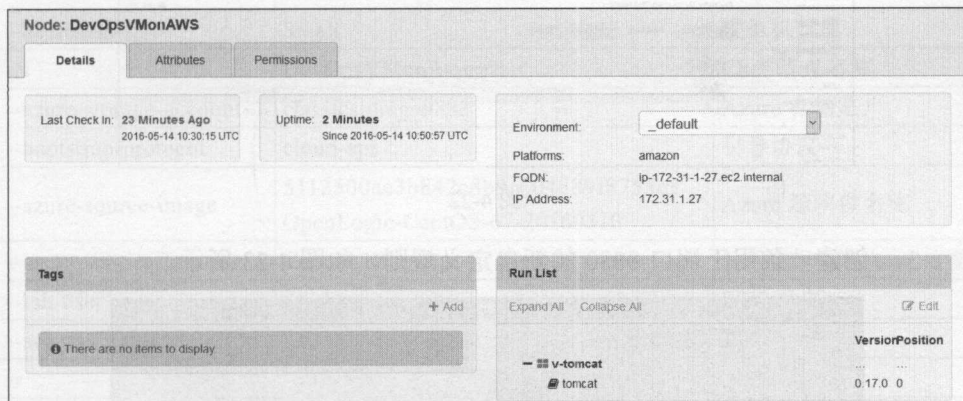 Node: DevOpsVMonAWS
Details Attributes Permissions
Last Check In: 23 Minutes Ago
2016-05-14 10:30:15 UTC
Uptime: 2 Minutes
Since 2016-05-14 10:50:57 UTC
Environment: _default
Platforms: amazon
FQDN: ip-172-31-1-27.ec2.internal
IP Address: 172.31.1.27
Tags
+ Add
There are no items to display
Run List
Expand All Collapse All Edit
Version Position
... ...
v-tomcat
tomcat 0.17.0 0